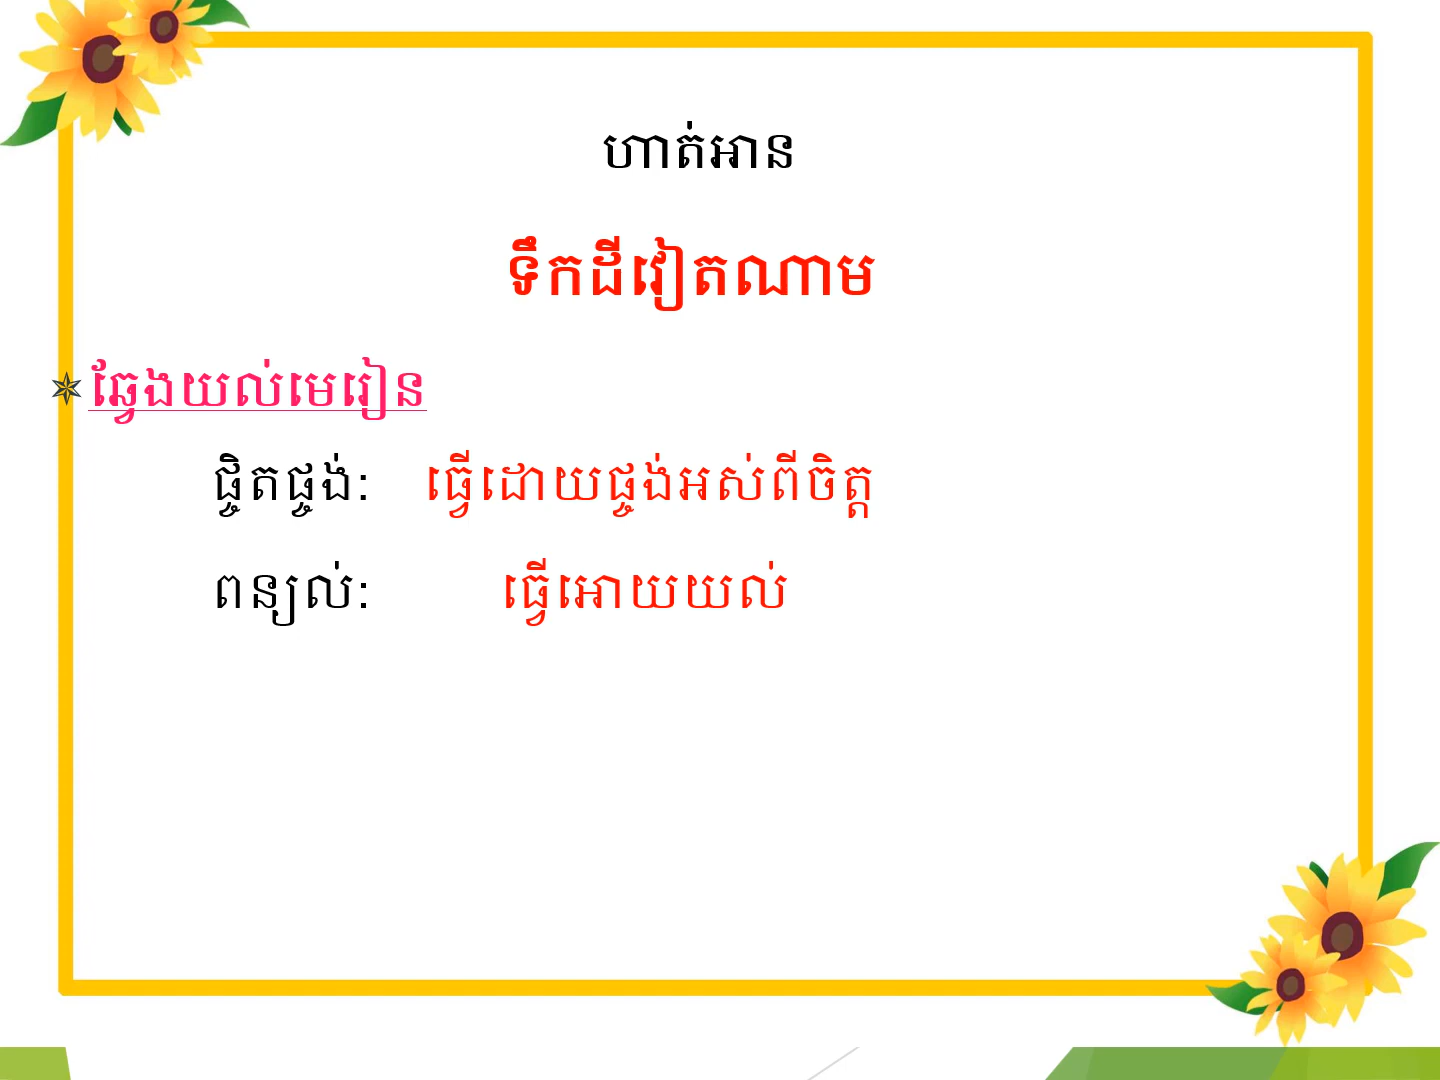 ហាត់អាន
ទឹកដីវៀតណាម
ឆ្វែងយល់មេរៀន
ផ្ចិតផ្ចង់: ធ្វើដោយផ្ចង់អស់ពីចិត្ត
ពន្យល់: ធ្វើអោយយល់